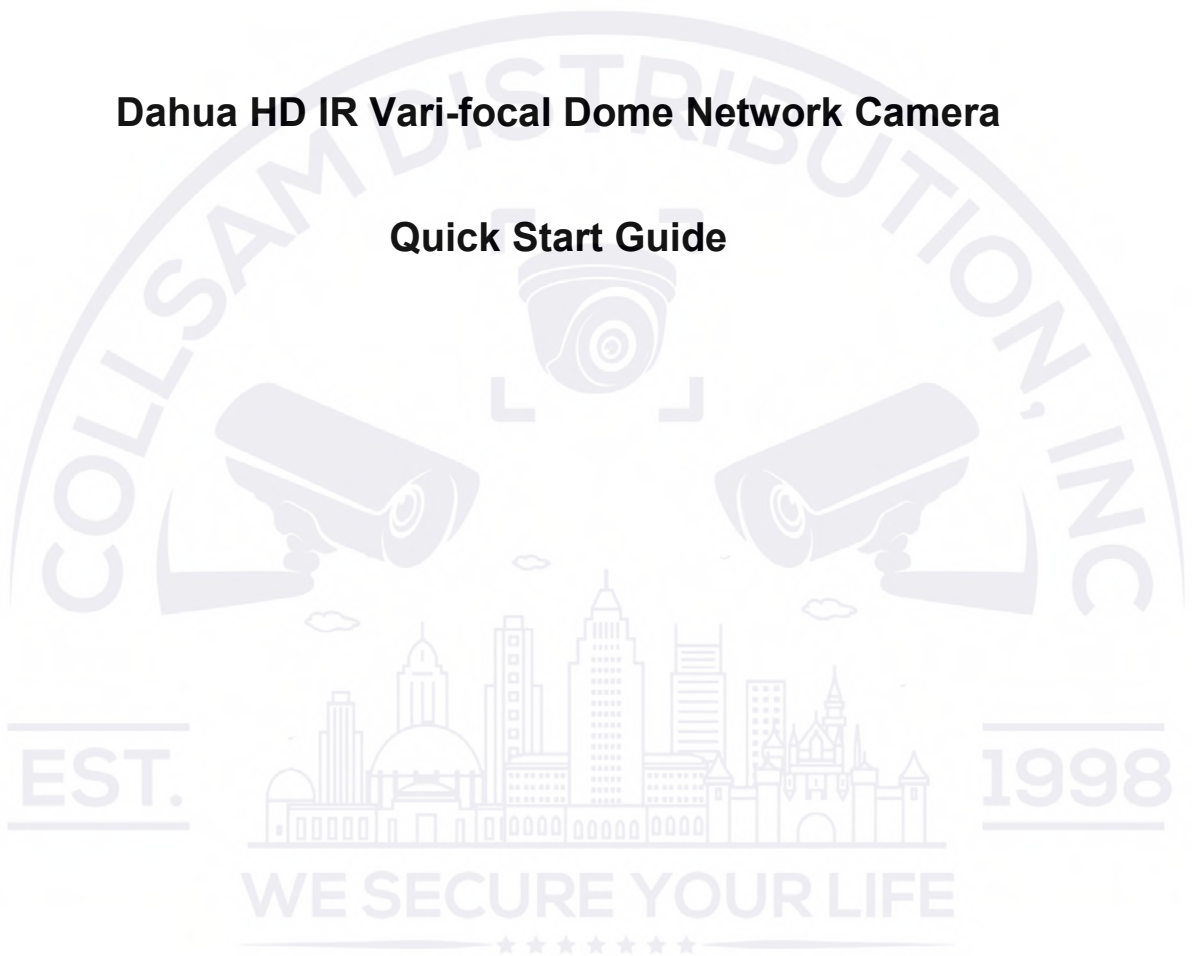 Dahua HD IR Vari-focal Dome Network Camera
Quick Start Guide
COLLSAM DISTRIBUTION, INC
EST. 1998
WE SECURE YOUR LIFE